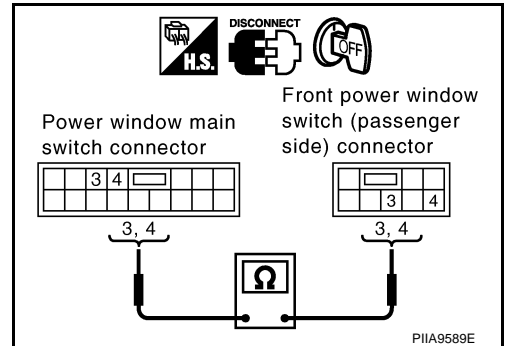 DISCONNECT
H.S.
OFF
Power window main
switch connector
Front power window
switch (passenger
side) connector
3 4
3 4
3, 4
3, 4
Ω
PIIA9589E